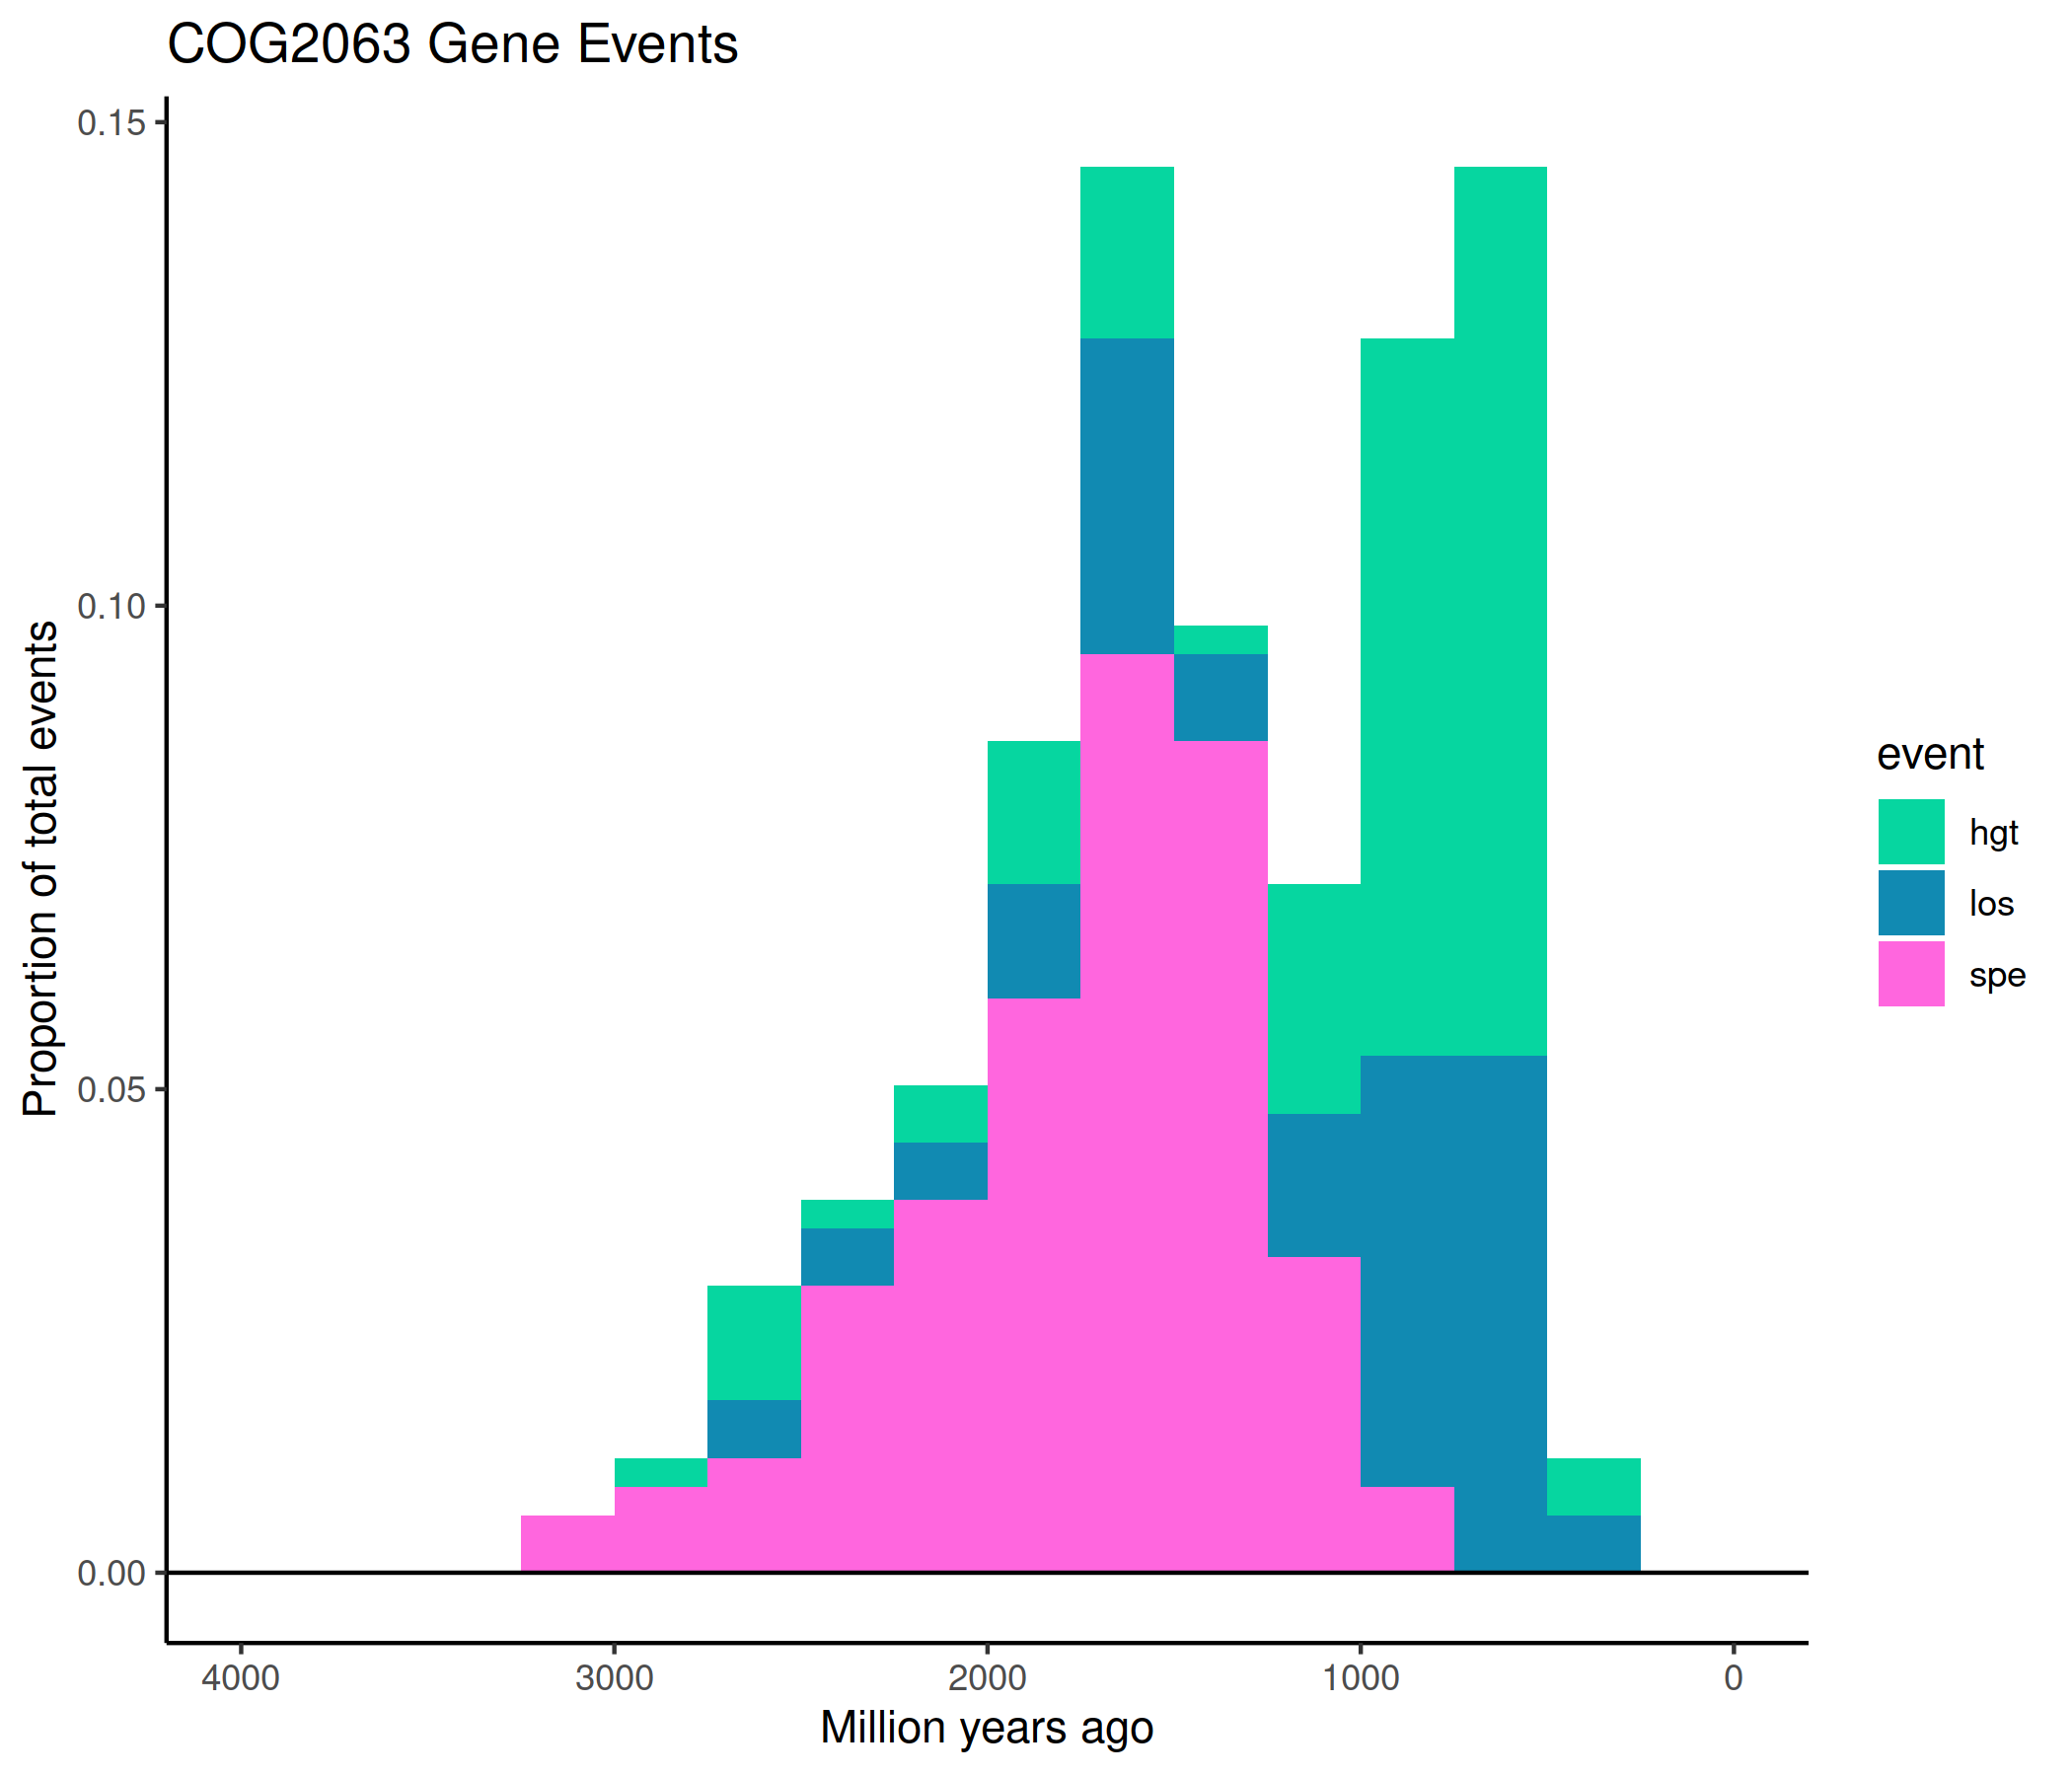 COG2063 Gene Events
0.15
0.10
0.05
0.00
Proportion of total events
4000 3000 2000 1000 0
Million years ago
event
hgt
los
spe